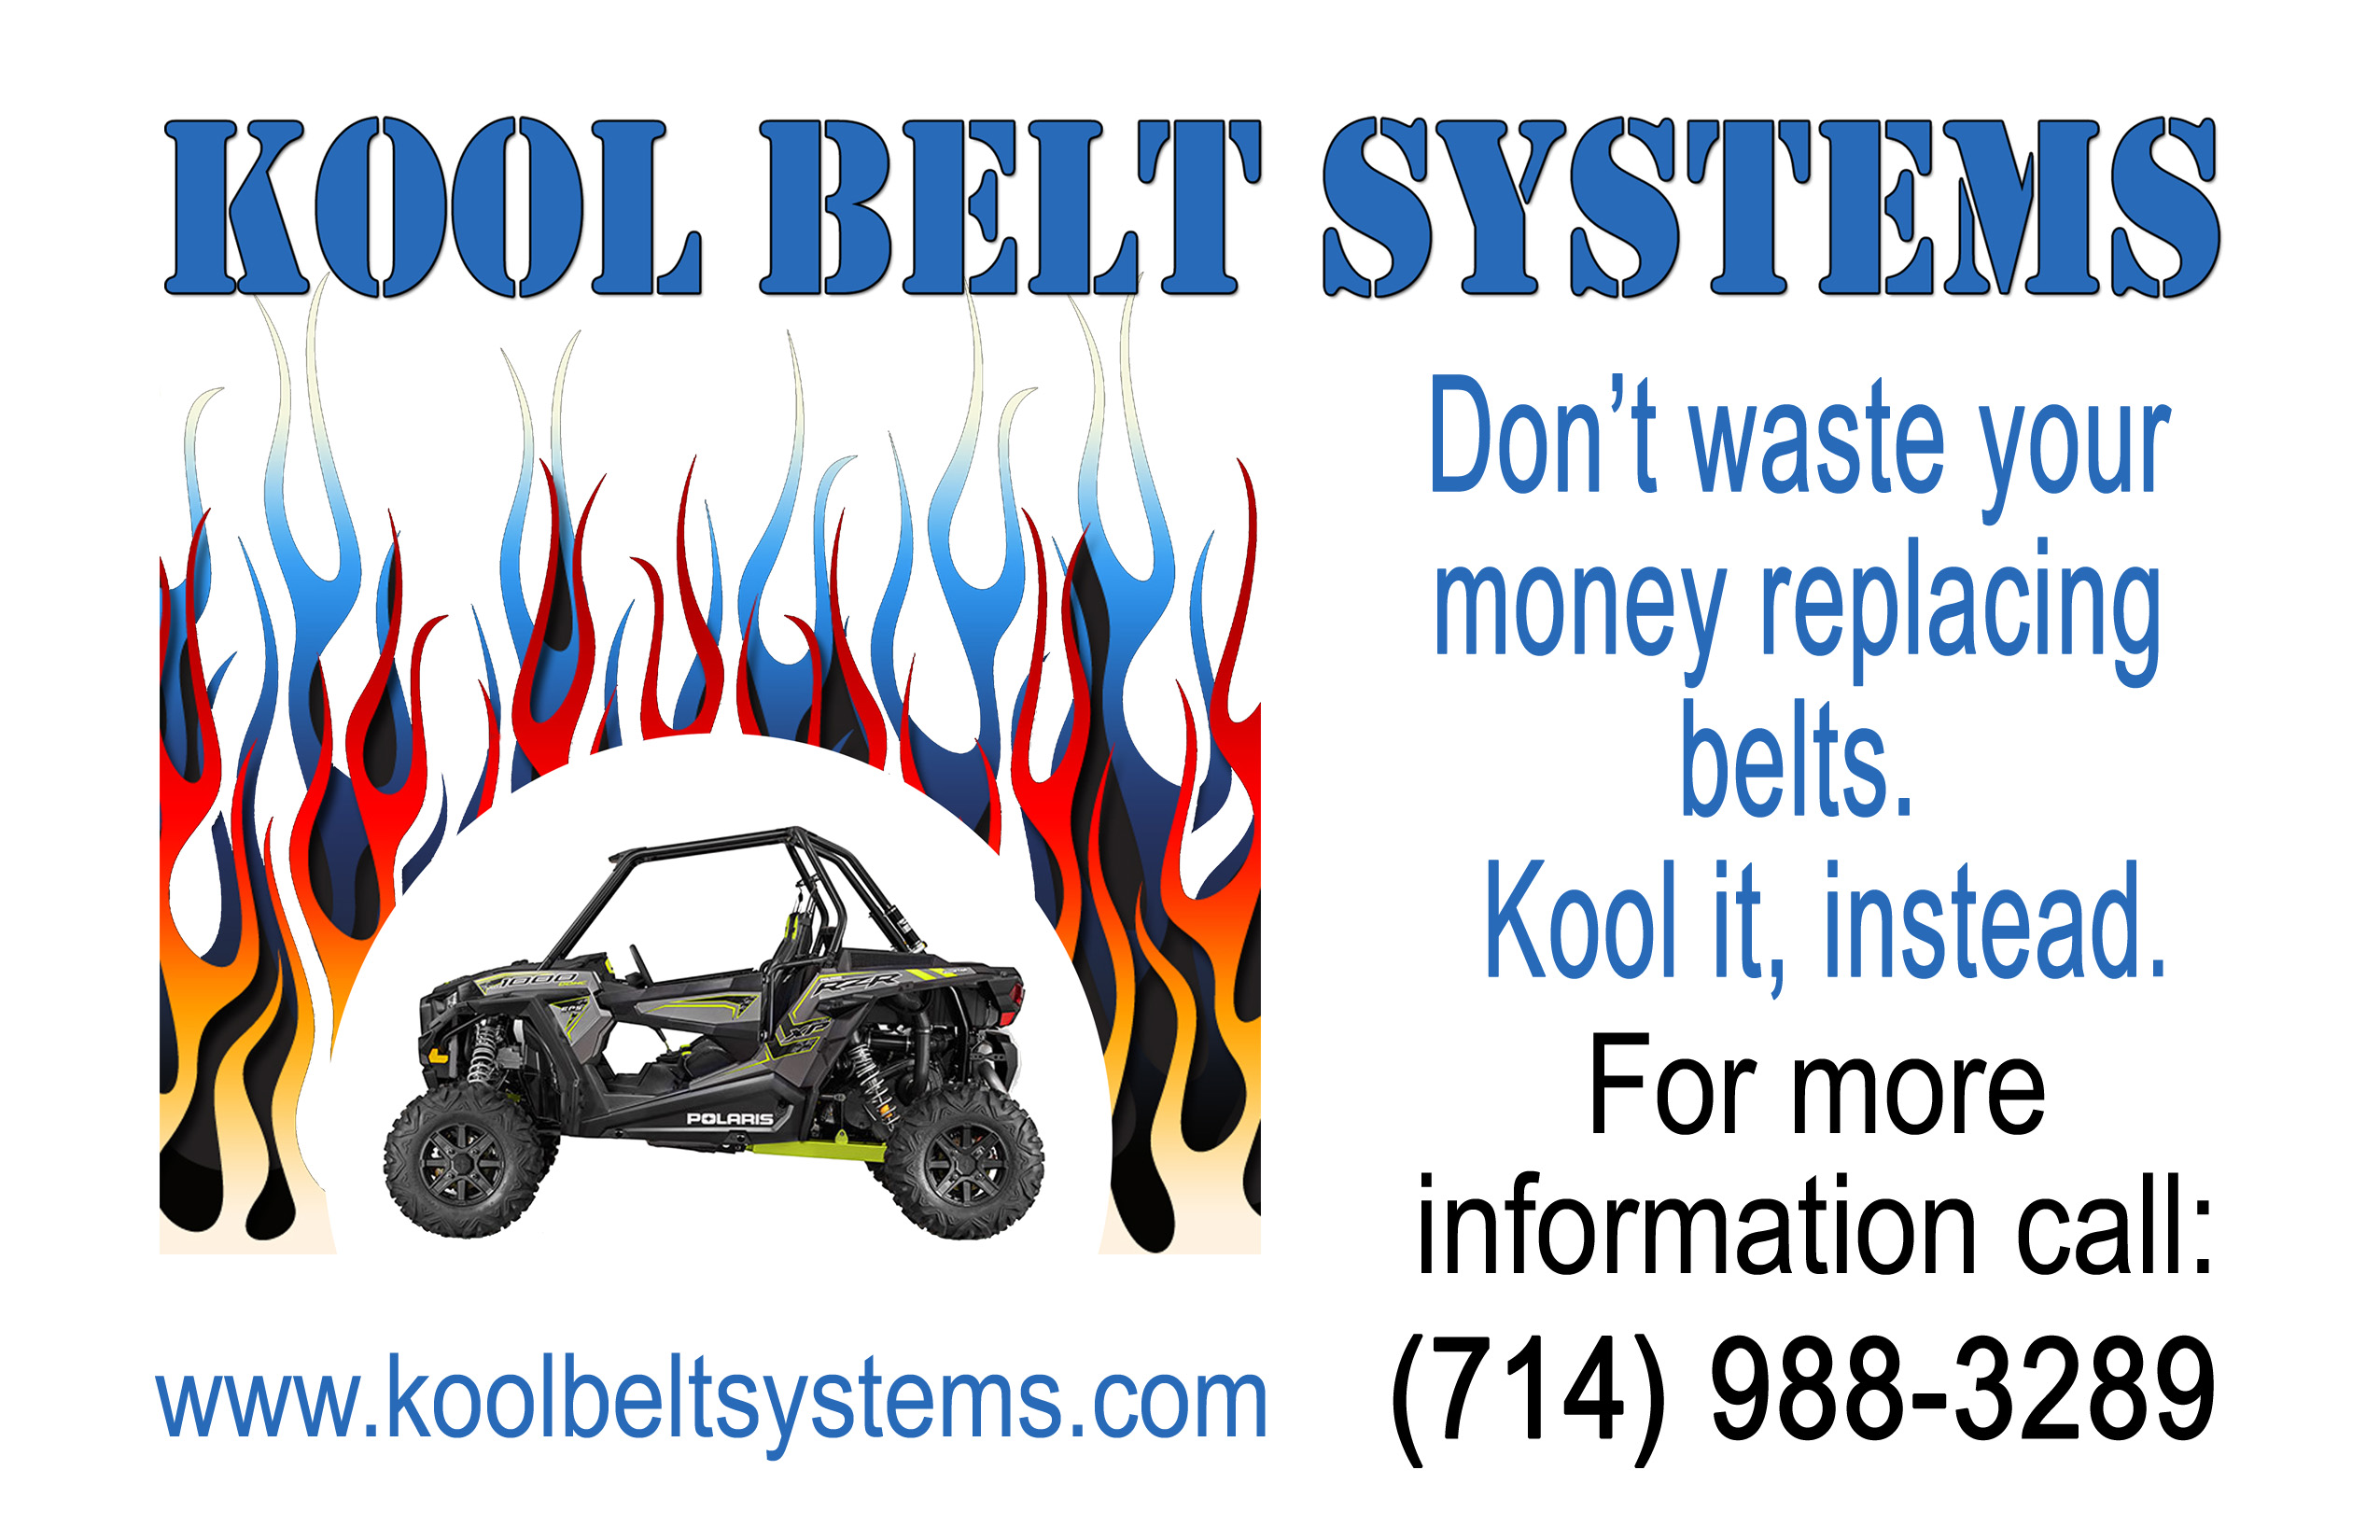 KOOL BELT SYSTEMS
Don't waste your
money replacing
belts.
Kool it, instead.
For more
information call:
(714) 988-3289
www.koolbeltsystems.com
1000
RZR
XP
POLARIS